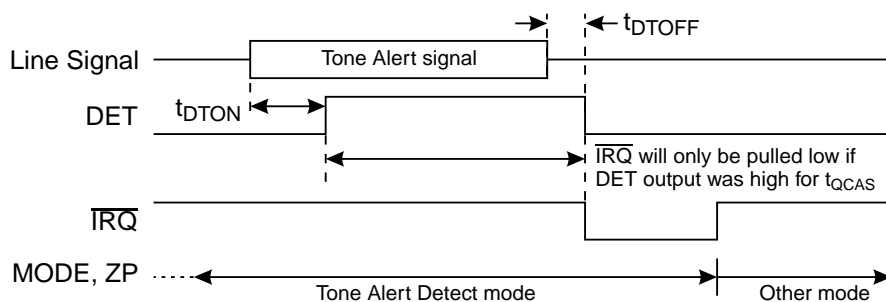 tDTOFF
Line Signal
Tone Alert signal
DET
tDTON
IRQ will only be pulled low if
DET output was high for tQCAS
IRQ
MODE, ZP
Tone Alert Detect mode
Other mode